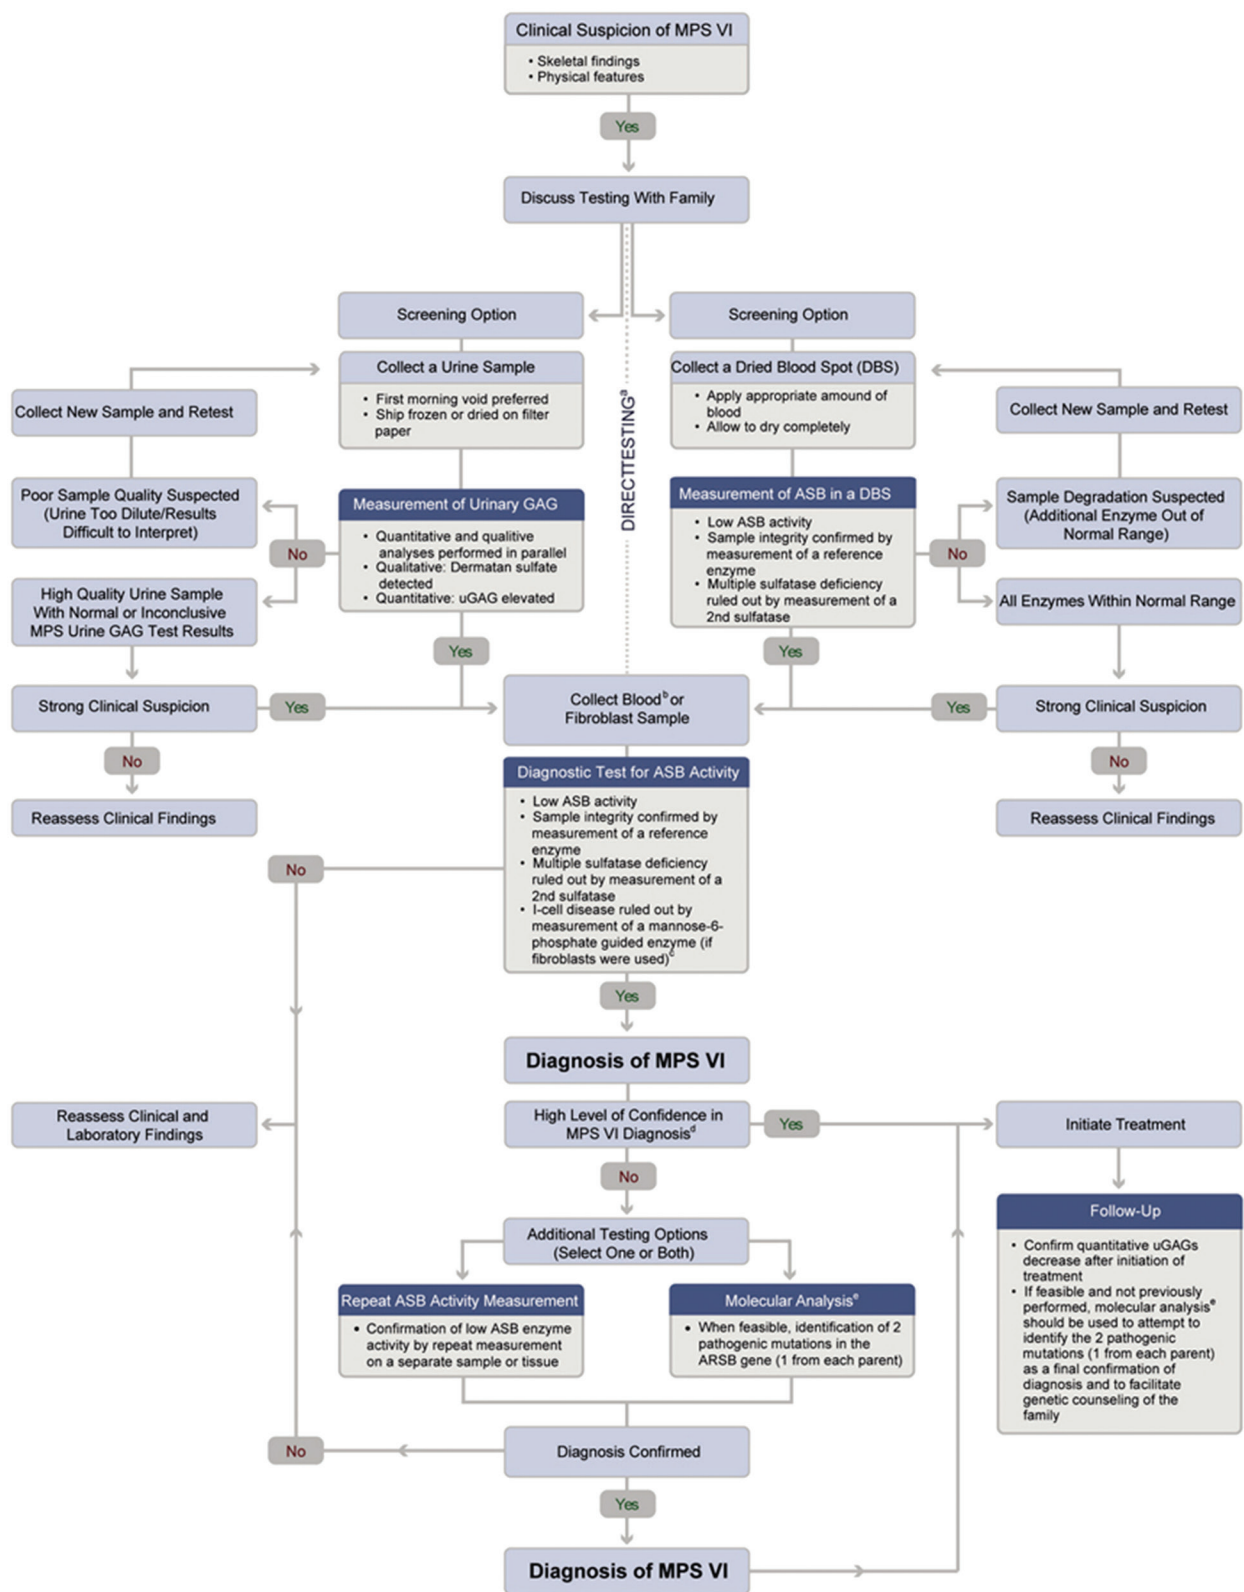 Clinical Suspicion of MPS VI
• Skeletal findings
• Physical features
Yes
Discuss Testing With Family
Screening Option
Screening Option
DIRECTTESTINGᵃ
Collect a Urine Sample
• First morning void preferred
• Ship frozen or dried on filter
paper
Collect a Dried Blood Spot (DBS)
• Apply appropriate amount of
blood
• Allow to dry completely
Collect New Sample and Retest
Collect New Sample and Retest
Poor Sample Quality Suspected
(Urine Too Dilute/Results
Difficult to Interpret)
No
Measurement of Urinary GAG
• Quantitative and qualitive
analyses performed in parallel
• Qualitative: Dermatan sulfate
detected
• Quantitative: uGAG elevated
Measurement of ASB in a DBS
• Low ASB activity
• Sample integrity confirmed by
measurement of a reference
enzyme
• Multiple sulfatase deficiency
ruled out by measurement of a
2nd sulfatase
No
Sample Degradation Suspected
(Additional Enzyme Out of
Normal Range)
High Quality Urine Sample
With Normal or Inconclusive
MPS Urine GAG Test Results
All Enzymes Within Normal Range
Yes
Yes
Strong Clinical Suspicion
Yes
Collect Bloodᵇ or
Fibroblast Sample
Yes
Strong Clinical Suspicion
No
No
Reassess Clinical Findings
Reassess Clinical Findings
Diagnostic Test for ASB Activity
• Low ASB activity
• Sample integrity confirmed by
measurement of a reference
enzyme
• Multiple sulfatase deficiency
ruled out by measurement of a
2nd sulfatase
• I-cell disease ruled out by
measurement of a mannose-6-
phosphate guided enzyme (if
fibroblasts were used)ᶜ
No
Yes
Diagnosis of MPS VI
Reassess Clinical and
Laboratory Findings
High Level of Confidence in
MPS VI Diagnosisᵈ
Yes
Initiate Treatment
No
Additional Testing Options
(Select One or Both)
Repeat ASB Activity Measurement
• Confirmation of low ASB enzyme
activity by repeat measurement
on a separate sample or tissue
Molecular Analysisᵉ
• When feasible, identification of 2
pathogenic mutations in the
ARSB gene (1 from each parent)
Follow-Up
• Confirm quantitative uGAGs
decrease after initiation of
treatment
• If feasible and not previously
performed, molecular analysisᵉ
should be used to attempt to
identify the 2 pathogenic
mutations (1 from each parent)
as a final confirmation of
diagnosis and to facilitate
genetic counseling of the
family
No
Diagnosis Confirmed
Yes
Diagnosis of MPS VI